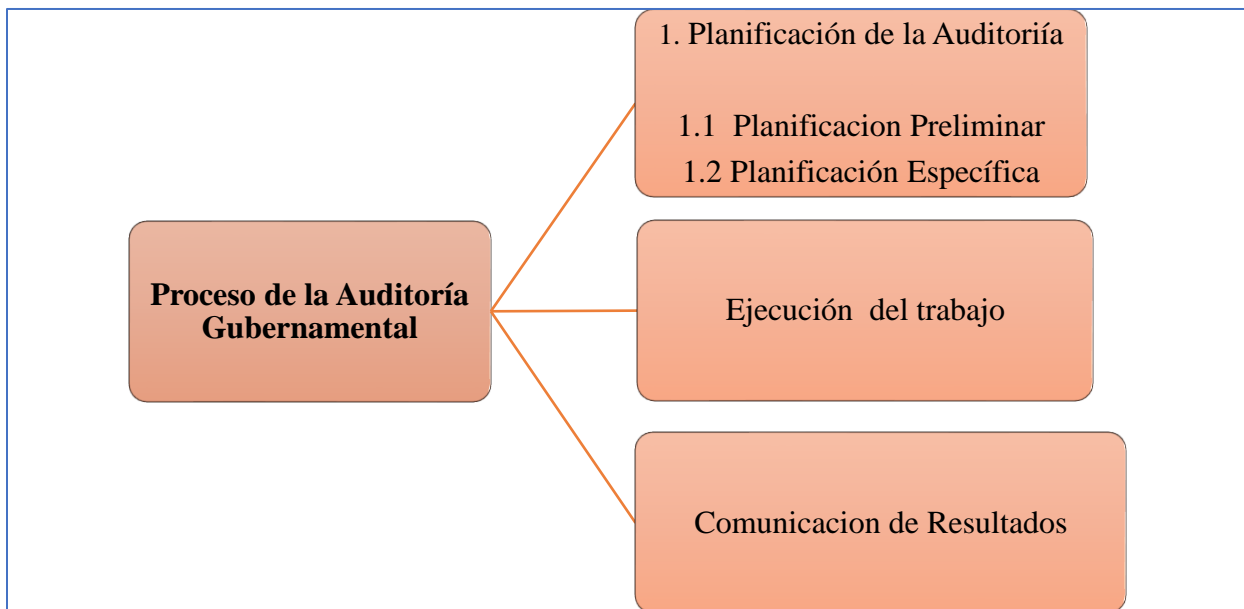 1. Planificación de la Auditoriía
1.1 Planificacion Preliminar
1.2 Planificación Específica
Proceso de la Auditoría
Gubernamental
Ejecución del trabajo
Comunicacion de Resultados